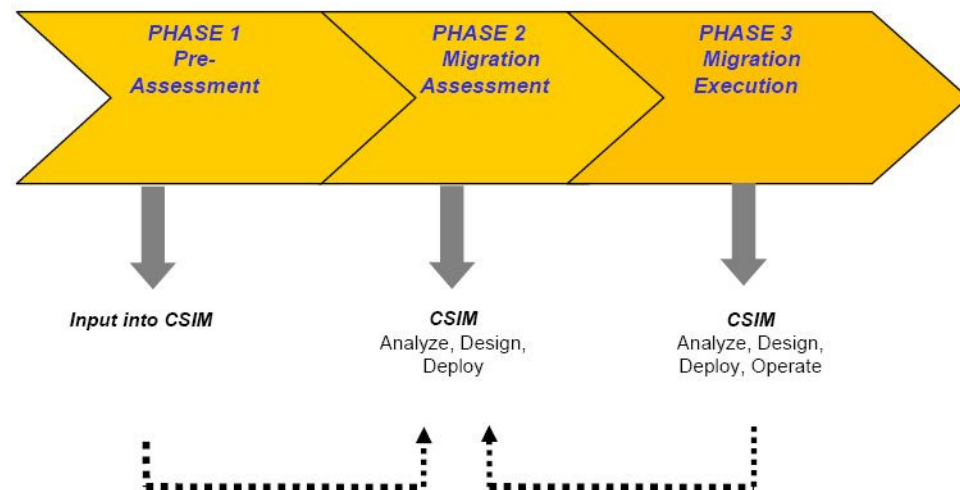 PHASE 1
Pre-
Assessment
PHASE 2
Migration
Assessment
PHASE 3
Migration
Execution
Input into CSIM
CSIM
Analyze, Design,
Deploy
CSIM
Analyze, Design,
Deploy, Operate